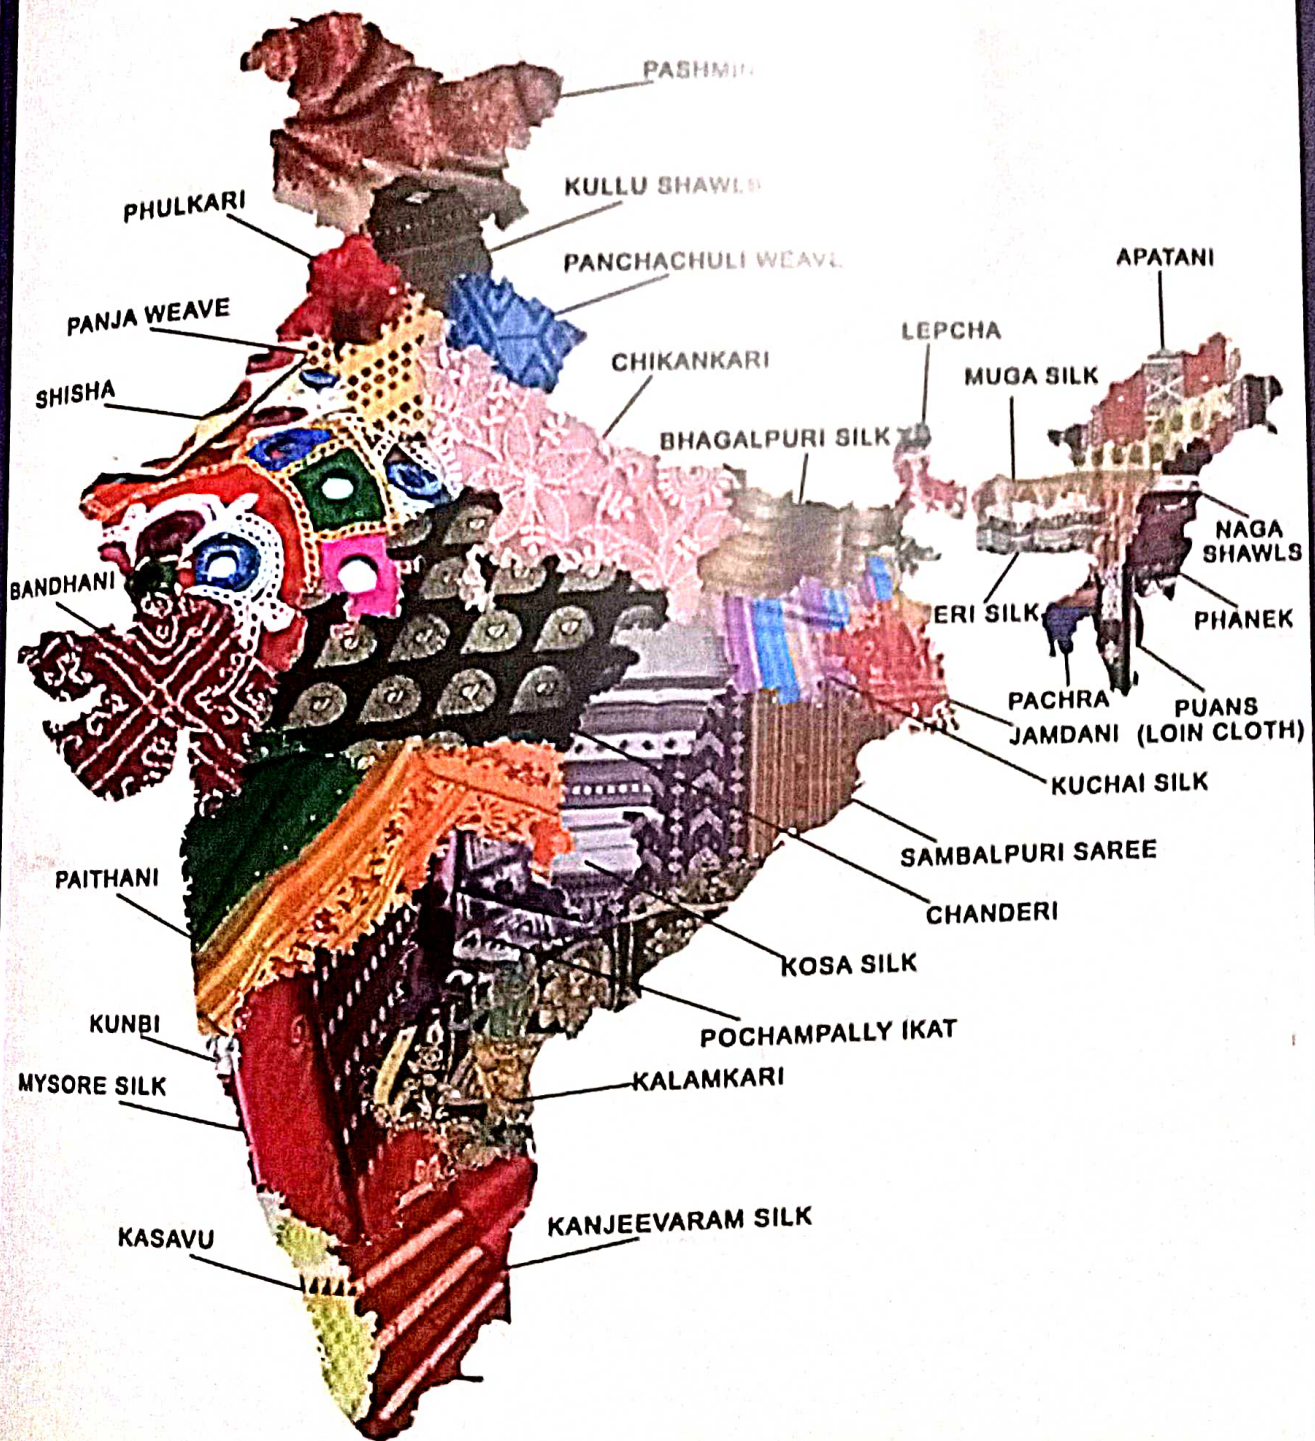 PHULKARI
KULLU SHAWLS
PANCHACHULI WEAVE
APATANI
PANJA WEAVE
LEPCHA
CHIKANKARI
MUGA SILK
SHISHA
BHAGALPURI SILK
NAGA
SHAWLS
BANDHANI
ERI SILK
PHANEK
PACHRA
PUANS
JAMDANI
(LOIN CLOTH)
KUCHAI SILK
SAMBALPURI SAREE
PAITHANI
CHANDERI
KOSA SILK
KUNBI
POCHAMPALLY IKAT
MYSORE SILK
KALAMKARI
KASAVU
KANJEEVARAM SILK